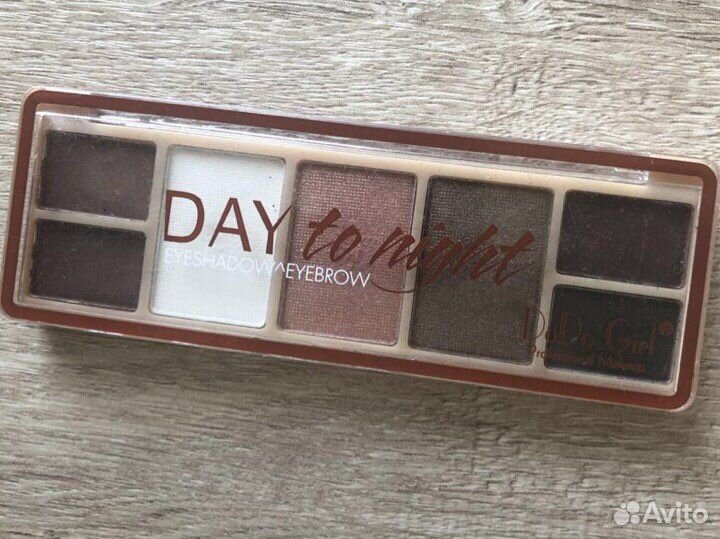 DAY to night
EYESHADOW^EYEBROW
DoDo Girl®
Professional Makeup
Avito